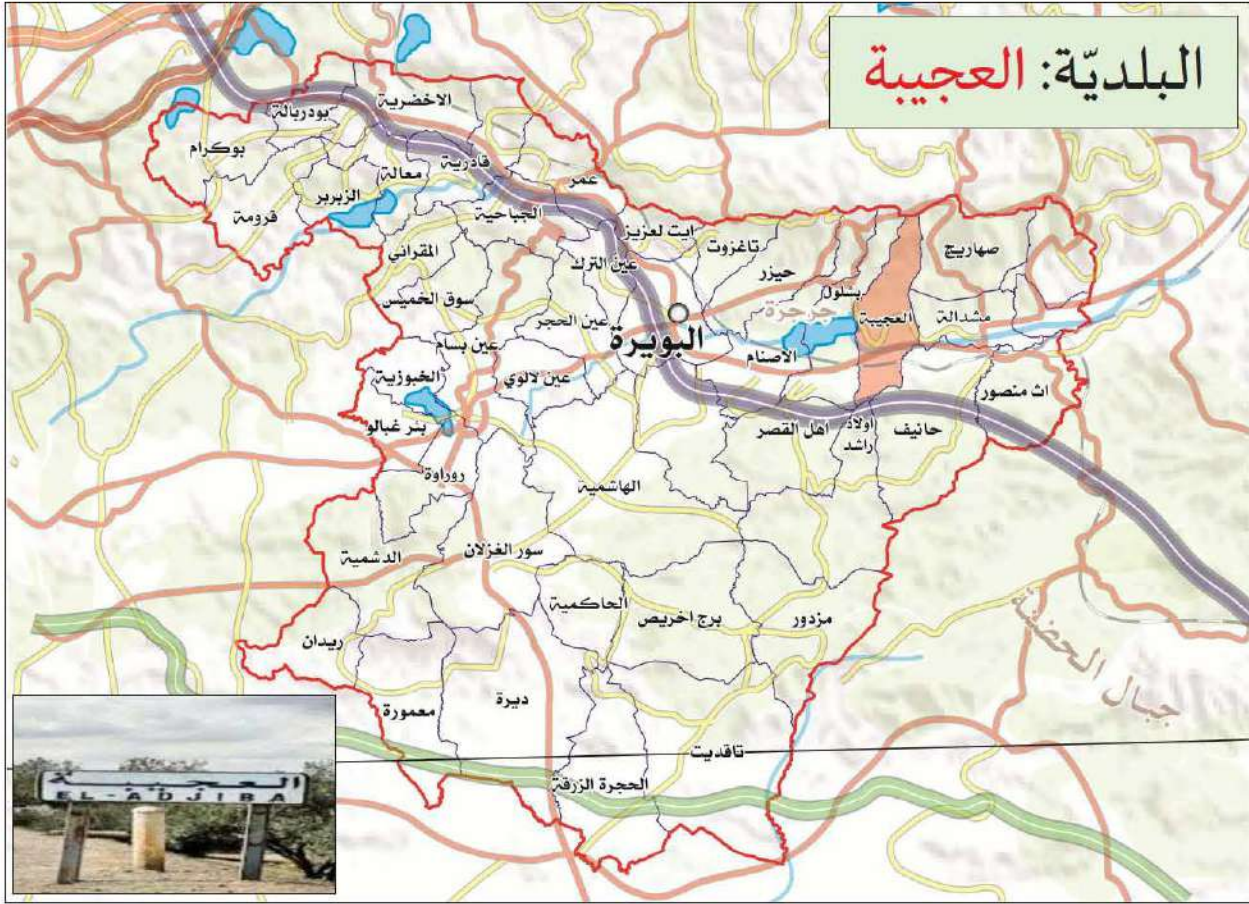 البلديّة: العجيبة
الاخضرية
بودربالة
بوكرام
قادرية
معالة
عمر
الزبربر
قرومة
الجباحية
ايت لعزيز
تاغزوت
صهاريج
المقراني
عين الترك
حيزر
بشلول
سوق الخميس
جرجرة
العجيبة
مشدالة
عين الحجر
البويرة
عين بسام
الاصنام
الخبوزية
عين لالوي
اث منصور
بئر غبالو
اهل القصر
اولاد
راشد
حانيف
روراوة
الهاشمية
الدشمية
سور الغزلان
الحاكمية
برج اخريص
مزدور
ريدان
جبال الحضنة
معمورة
ديرة
تاقديت
الحجرة الزرقة
العجيبة
EL-ADJIBA